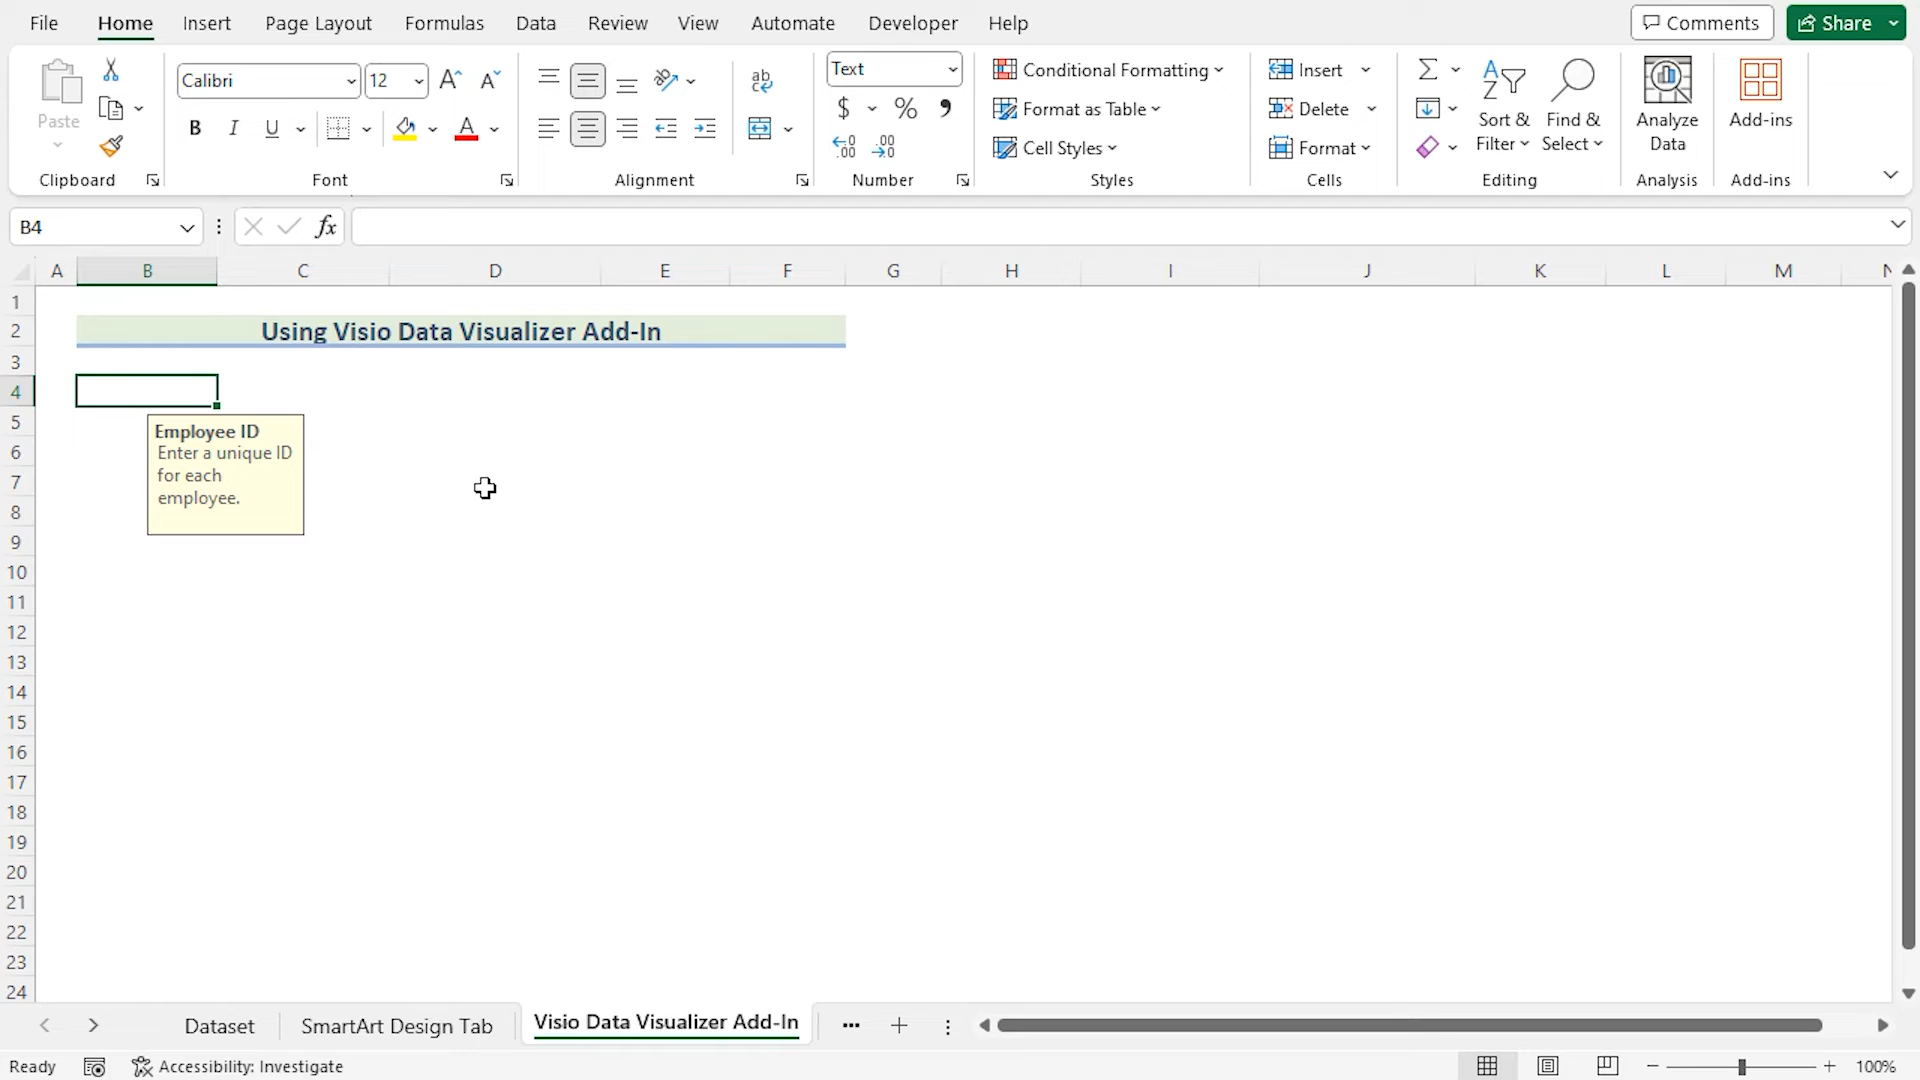 File Home Insert Page Layout Formulas Data Review View Automate Developer Help Comments Share
Calibri 12 A A Text Conditional Formatting Insert Σ
Paste B I U A ab $ % , Format as Table Delete Sort & Filter Find & Select Analyze Data Add-ins
.00 .00 Cell Styles Format
Clipboard Font Alignment Number Styles Cells Editing Analysis Add-ins
B4 fx
A B C D E F G H I J K L M N
1
2 Using Visio Data Visualizer Add-In
3
4
5 Employee ID
6 Enter a unique ID
7 for each
8 employee.
9
10
11
12
13
14
15
16
17
18
19
20
21
22
23
24
Dataset SmartArt Design Tab Visio Data Visualizer Add-In
Ready Accessibility: Investigate 100%